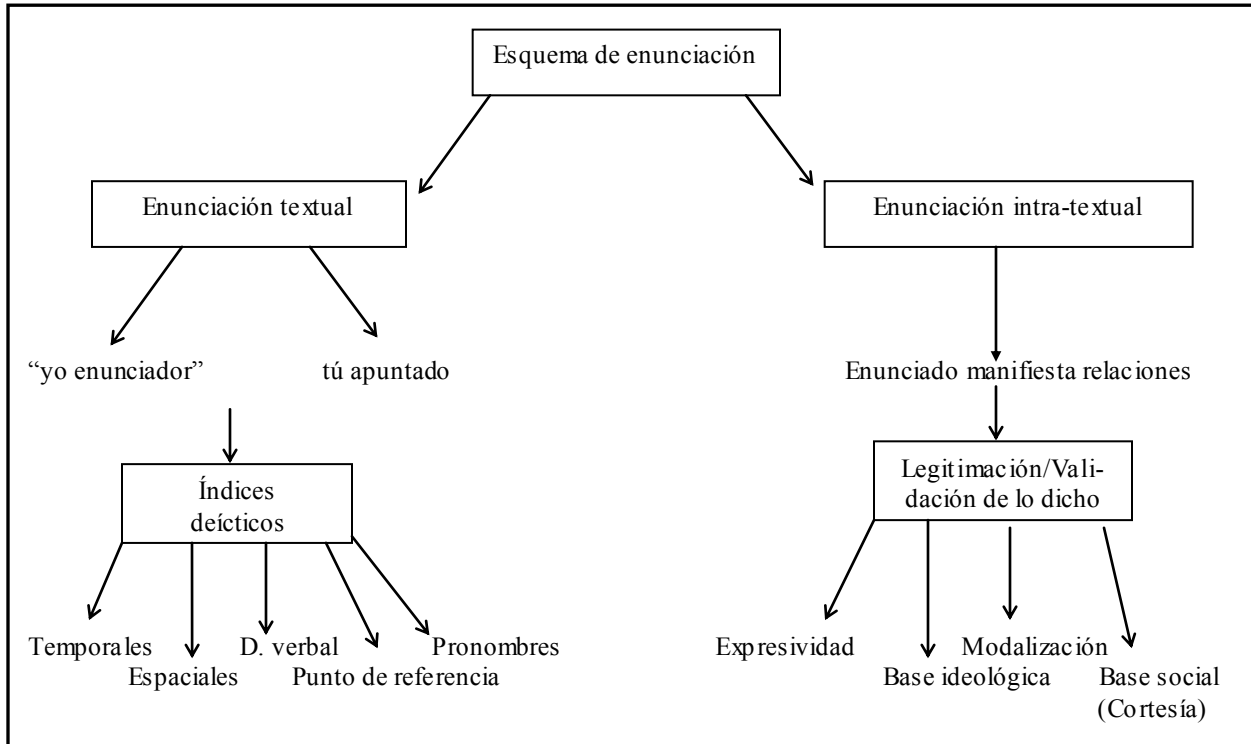 Esquema de enunciación
Enunciación textual
Enunciación intra-textual
“yo enunciador”
tú apuntado
Enunciado manifiesta relaciones
Índices
deícticos
Legitimación/Vali-
dación de lo dicho
Temporales
D. verbal
Pronombres
Espaciales
Punto de referencia
Expresividad
Modalización
Base ideológica
Base social
(Cortesía)